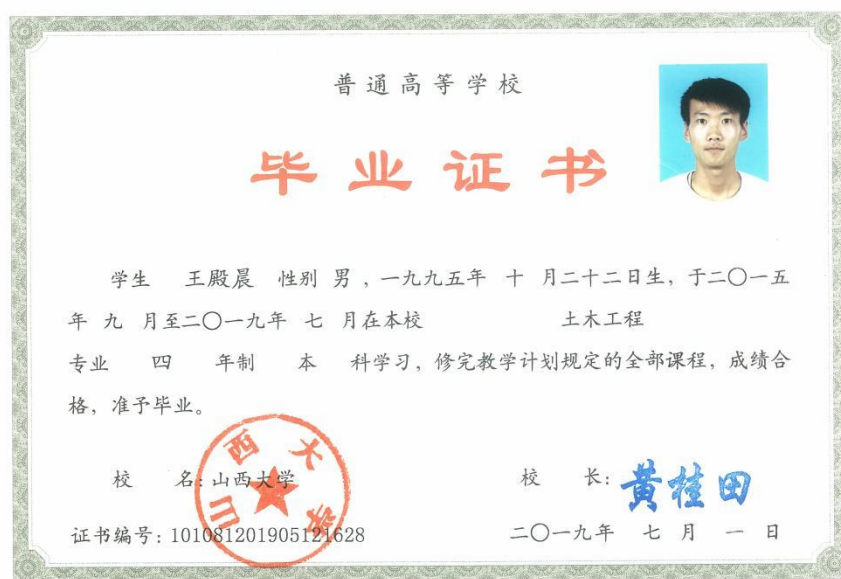 普通高等学校
毕业证书
学生 王殿晨 性别 男，一九九五年 十 月二十二日生，于二〇一五
年 九 月至二〇一九年 七 月在本校 土木工程
专业 四 年制 本 科学习，修完教学计划规定的全部课程，成绩合
格，准予毕业。
山西大学
校 名：山西大学
校 长：黄桂田
证书编号：101081201905121628
二〇一九年 七 月 一 日